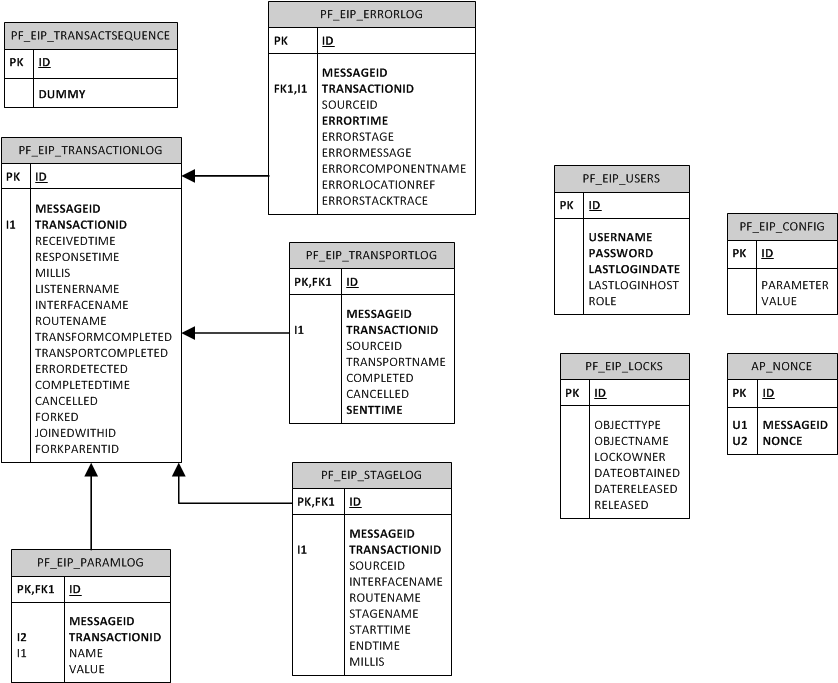 PF_EIP_TRANSACTSEQUENCE
PK ID
DUMMY
PF_EIP_ERRORLOG
PK ID
MESSAGEID
FK1,I1 TRANSACTIONID
SOURCEID
ERRORTIME
ERRORSTAGE
ERRORMESSAGE
ERRORCOMPONENTNAME
ERRORLOCATIONREF
ERRORSTACKTRACE
PF_EIP_TRANSACTIONLOG
PK ID
MESSAGEID
I1 TRANSACTIONID
RECEIVEDTIME
RESPONSETIME
MILLIS
LISTENERNAME
INTERFACENAME
ROUTENAME
TRANSFORMCOMPLETED
TRANSPORTCOMPLETED
ERRORDETECTED
COMPLETEDTIME
CANCELLED
FORKED
JOINEDWITHID
FORKPARENTID
PF_EIP_TRANSPORTLOG
PK,FK1 ID
MESSAGEID
I1 TRANSACTIONID
SOURCEID
TRANSPORTNAME
COMPLETED
CANCELLED
SENTTIME
PF_EIP_STAGELOG
PK,FK1 ID
MESSAGEID
I1 TRANSACTIONID
SOURCEID
INTERFACENAME
ROUTENAME
STAGENAME
STARTTIME
ENDTIME
MILLIS
PF_EIP_PARAMLOG
PK,FK1 ID
MESSAGEID
I2 TRANSACTIONID
I1 NAME
VALUE
PF_EIP_USERS
PK ID
USERNAME
PASSWORD
LASTLOGINDATE
LASTLOGINHOST
ROLE
PF_EIP_CONFIG
PK ID
PARAMETER
VALUE
PF_EIP_LOCKS
PK ID
OBJECTTYPE
OBJECTNAME
LOCKOWNER
DATEOBTAINED
DATERELEASED
RELEASED
AP_NONCE
PK ID
U1 MESSAGEID
U2 NONCE